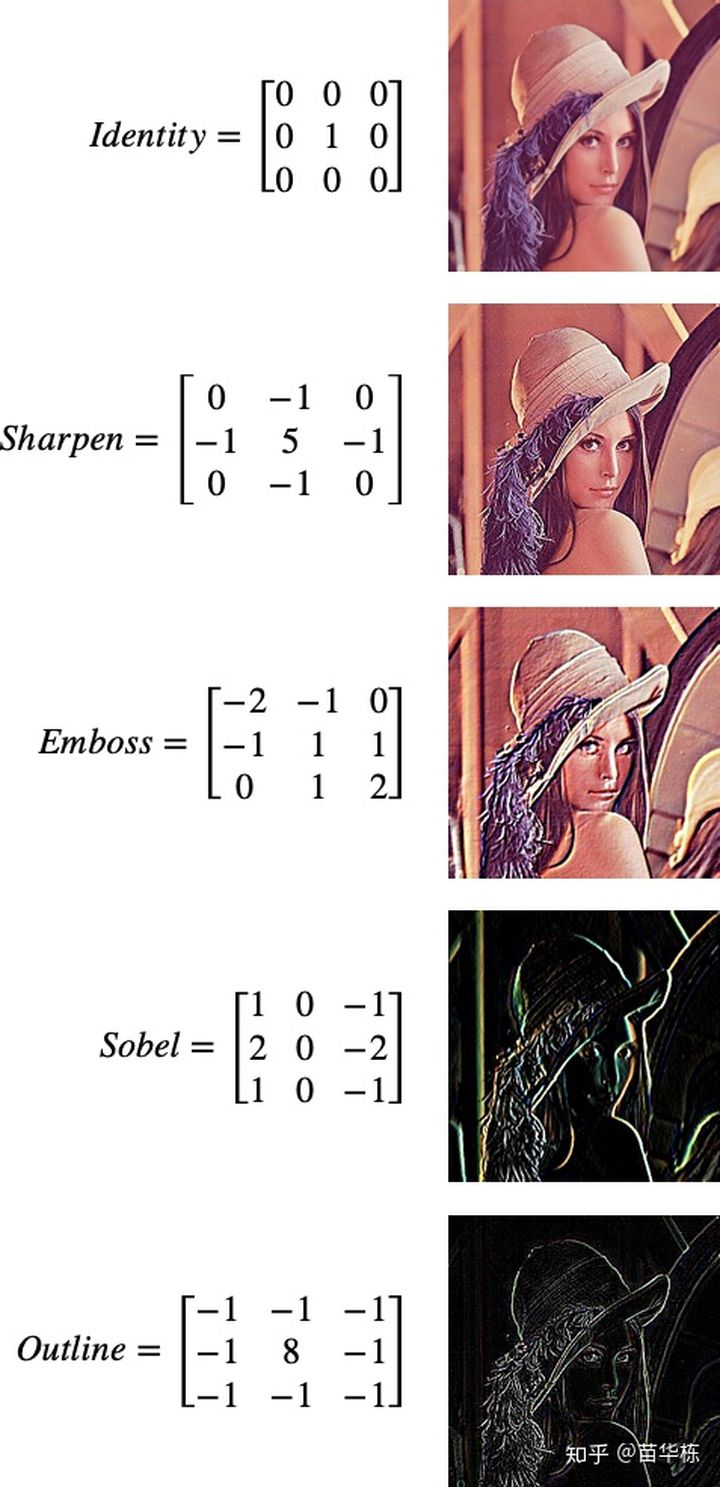 Identity = [0 0 0
0 1 0
0 0 0]
Sharpen = [0 −1 0
−1 5 −1
0 −1 0]
Emboss = [−2 −1 0
−1 1 1
0 1 2]
Sobel = [1 0 −1
2 0 −2
1 0 −1]
Outline = [−1 −1 −1
−1 8 −1
−1 −1 −1]
知乎 @苗华栋